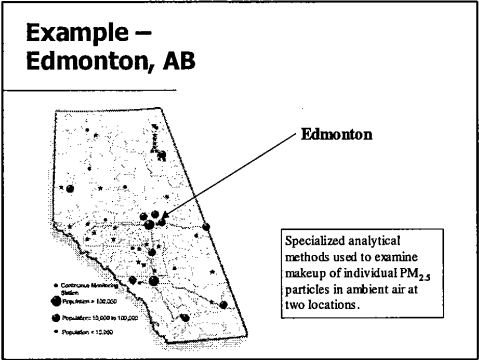 Example –
Edmonton, AB
Edmonton
Specialized analytical
methods used to examine
makeup of individual PM2.5
particles in ambient air at
two locations.
Continuous Monitoring
Station
Population > 100,000
Population: 10,000 to 100,000
Population < 10,000